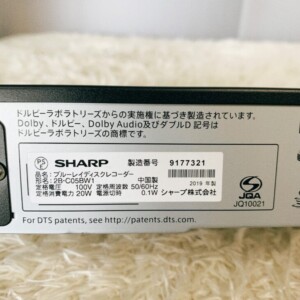 ドルビーラボラトリーズからの実施権に基づき製造されています。
Dolby、ドルビー、Dolby Audio及びダブルD記号は
ドルビーラボラトリーズの商標です。
PS
E
SHARP 製造番号 9177321
品名:ブルーレイディスクレコーダー
形名:2B-C05BW1 中国製 2019 年製
定格電圧 100V 定格周波数 50/60Hz
定格消費電力 20W 電源切時 0.1W シャープ株式会社
JQA
JQ10021
For DTS patents, see http://patents.dts.com.